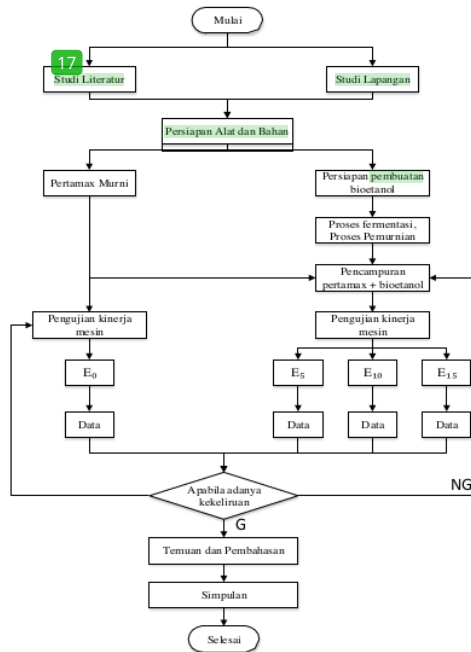 Mulai
17
Studi Literatur
Studi Lapangan
Persiapan Alat dan Bahan
Pertamax Murni
Persiapan pembuatan
bioetanol
Proses fermentasi,
Proses Pemurnian
Pencampuran
pertamax + bioetanol
Pengujian kinerja
mesin
Pengujian kinerja
mesin
E₀
E₅
E₁₀
E₁₅
Data
Data
Data
Data
Apabila adanya
kekeliruan
NG
G
Temuan dan Pembahasan
Simpulan
Selesai